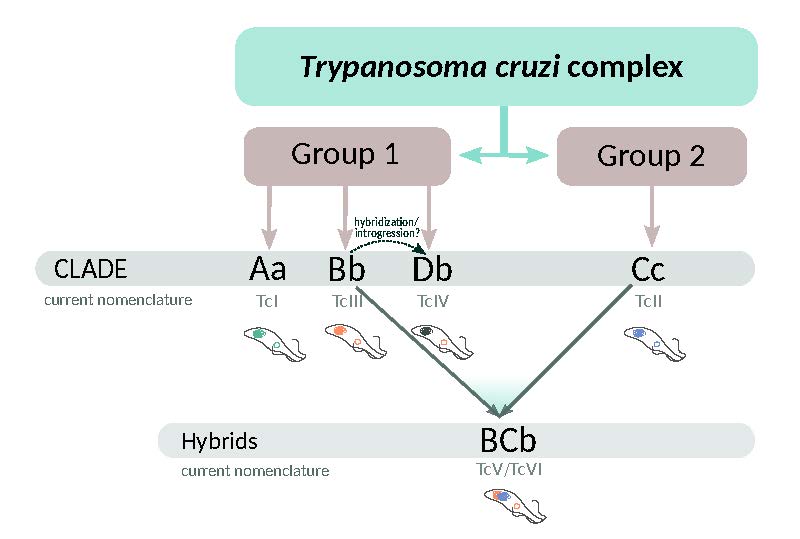 Trypanosoma cruzi complex
Group 1
Group 2
hybridization/
introgression?
CLADE Aa Bb Db Cc
current nomenclature TcI TcIII TcIV TcII
Hybrids BCb
current nomenclature TcV/TcVI